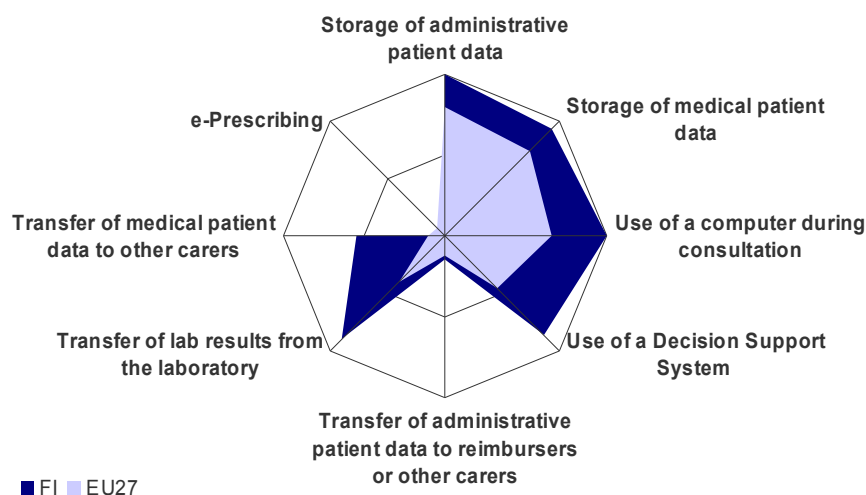 Storage of administrative
patient data
Storage of medical patient
data
Use of a computer during
consultation
Use of a Decision Support
System
Transfer of administrative
patient data to reimbursers
or other carers
Transfer of lab results from
the laboratory
Transfer of medical patient
data to other carers
e-Prescribing
FI EU27